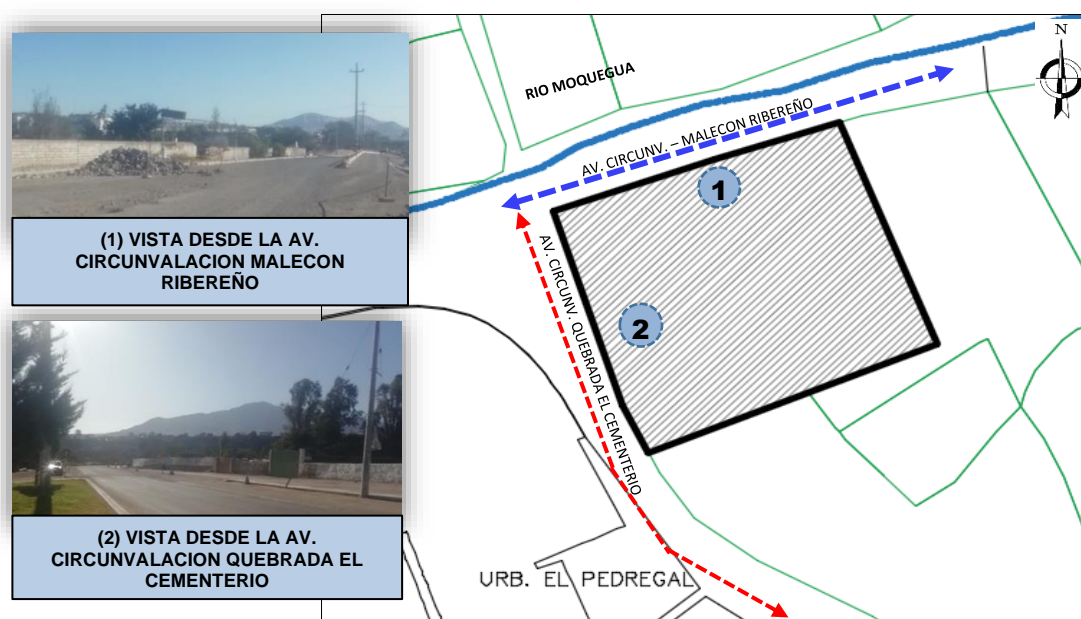 (1) VISTA DESDE LA AV.
CIRCUNVALACION MALECON
RIBEREÑO
(2) VISTA DESDE LA AV.
CIRCUNVALACION QUEBRADA EL
CEMENTERIO
RIO MOQUEGUA
N
AV. CIRCUNV. – MALECON RIBEREÑO
1
AV. CIRCUNV. QUEBRADA EL CEMENTERIO
2
URB. EL PEDREGAL